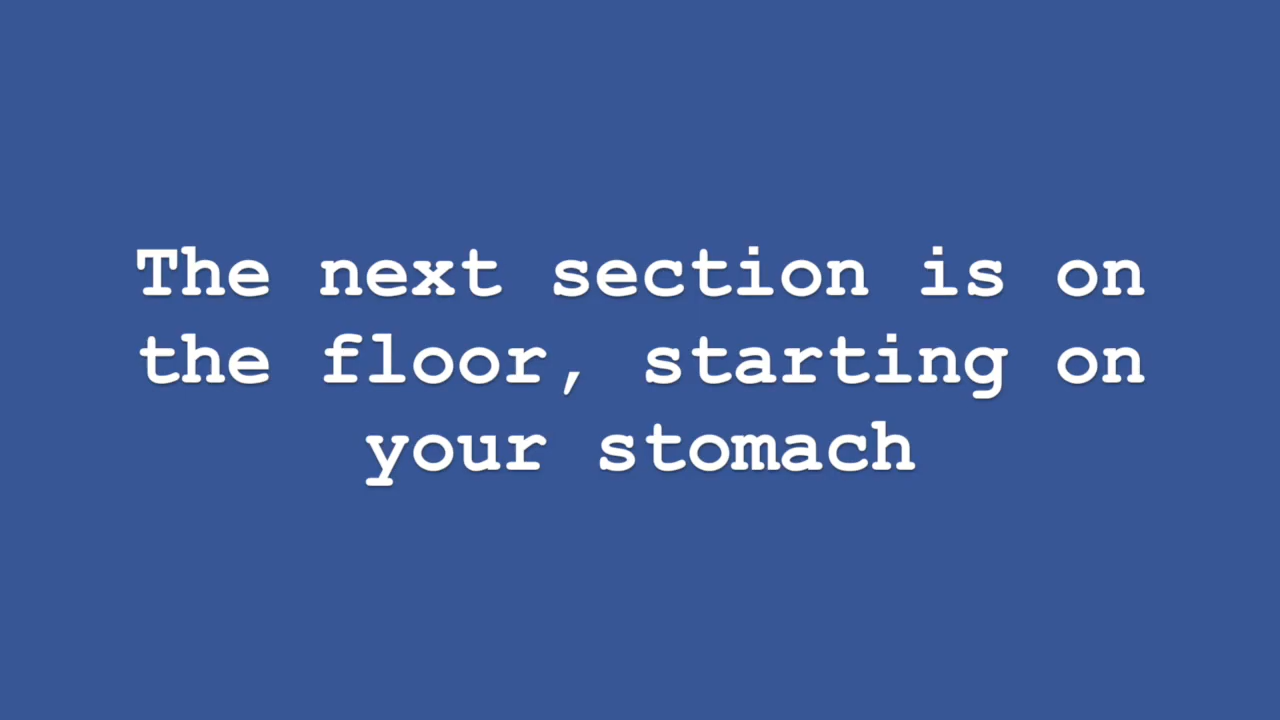 The next section is on
the floor, starting on
your stomach